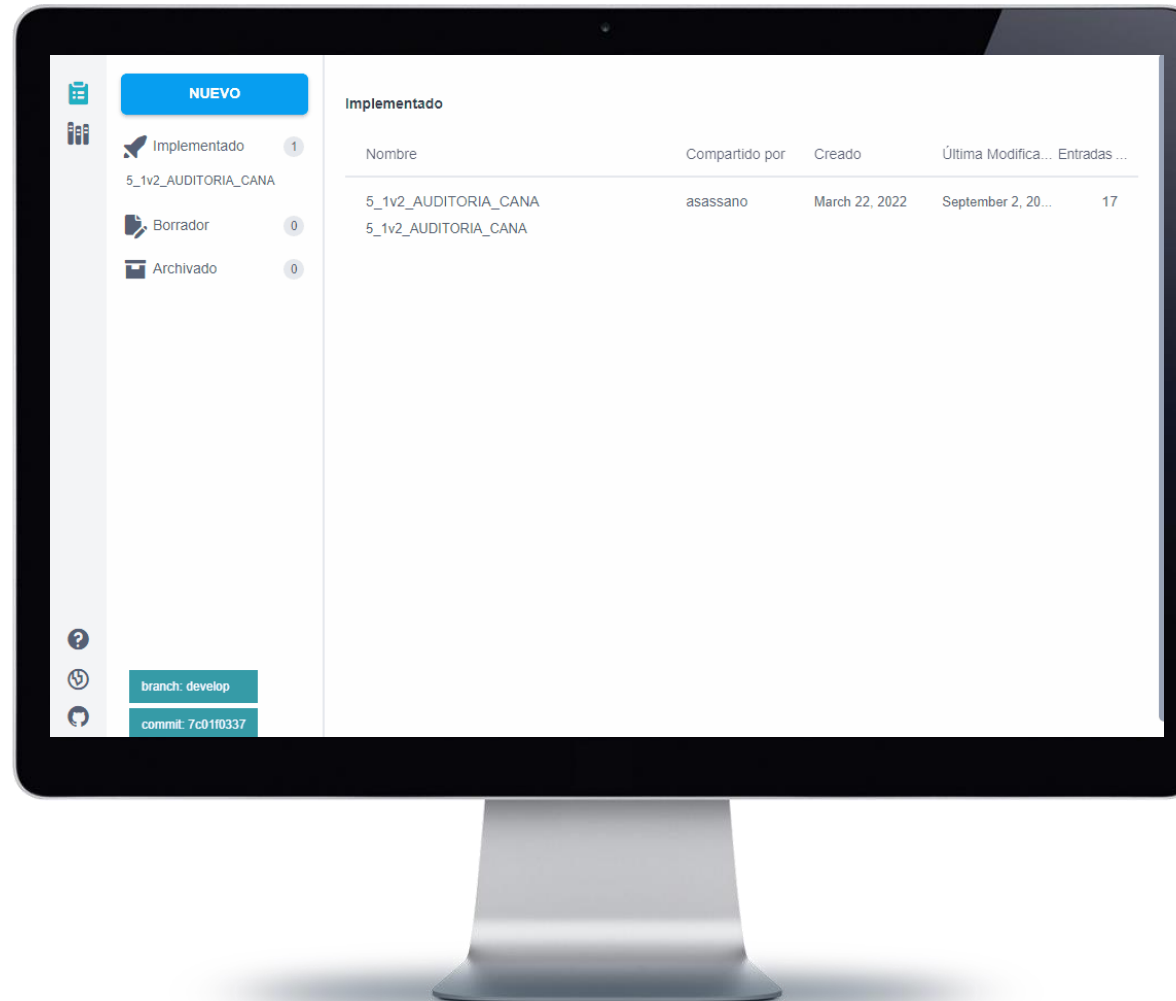 NUEVO
Implementado 1
5_1v2_AUDITORIA_CANA
Borrador 0
Archivado 0
branch: develop
commit: 7c01f0337
Implementado
Nombre Compartido por Creado Última Modifica... Entradas ...
5_1v2_AUDITORIA_CANA asassano March 22, 2022 September 2, 20... 17
5_1v2_AUDITORIA_CANA